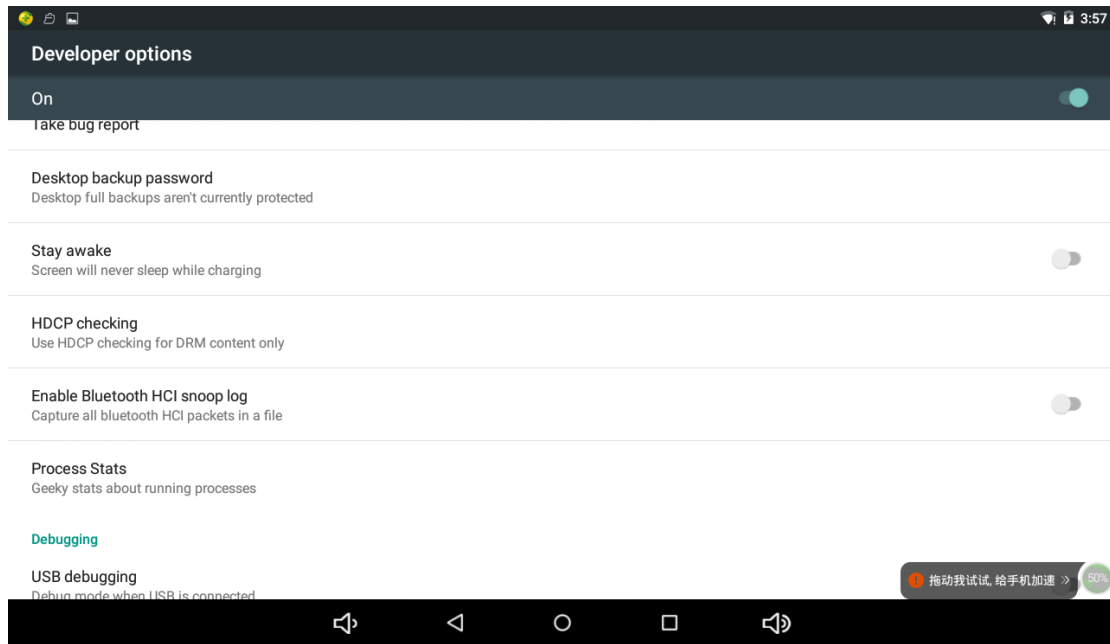 3:57
Developer options
On
Take bug report
Desktop backup password
Desktop full backups aren't currently protected
Stay awake
Screen will never sleep while charging
HDCP checking
Use HDCP checking for DRM content only
Enable Bluetooth HCI snoop log
Capture all bluetooth HCI packets in a file
Process Stats
Geeky stats about running processes
Debugging
USB debugging
Debug mode when USB is connected
拖动我试试, 给手机加速 »
50%